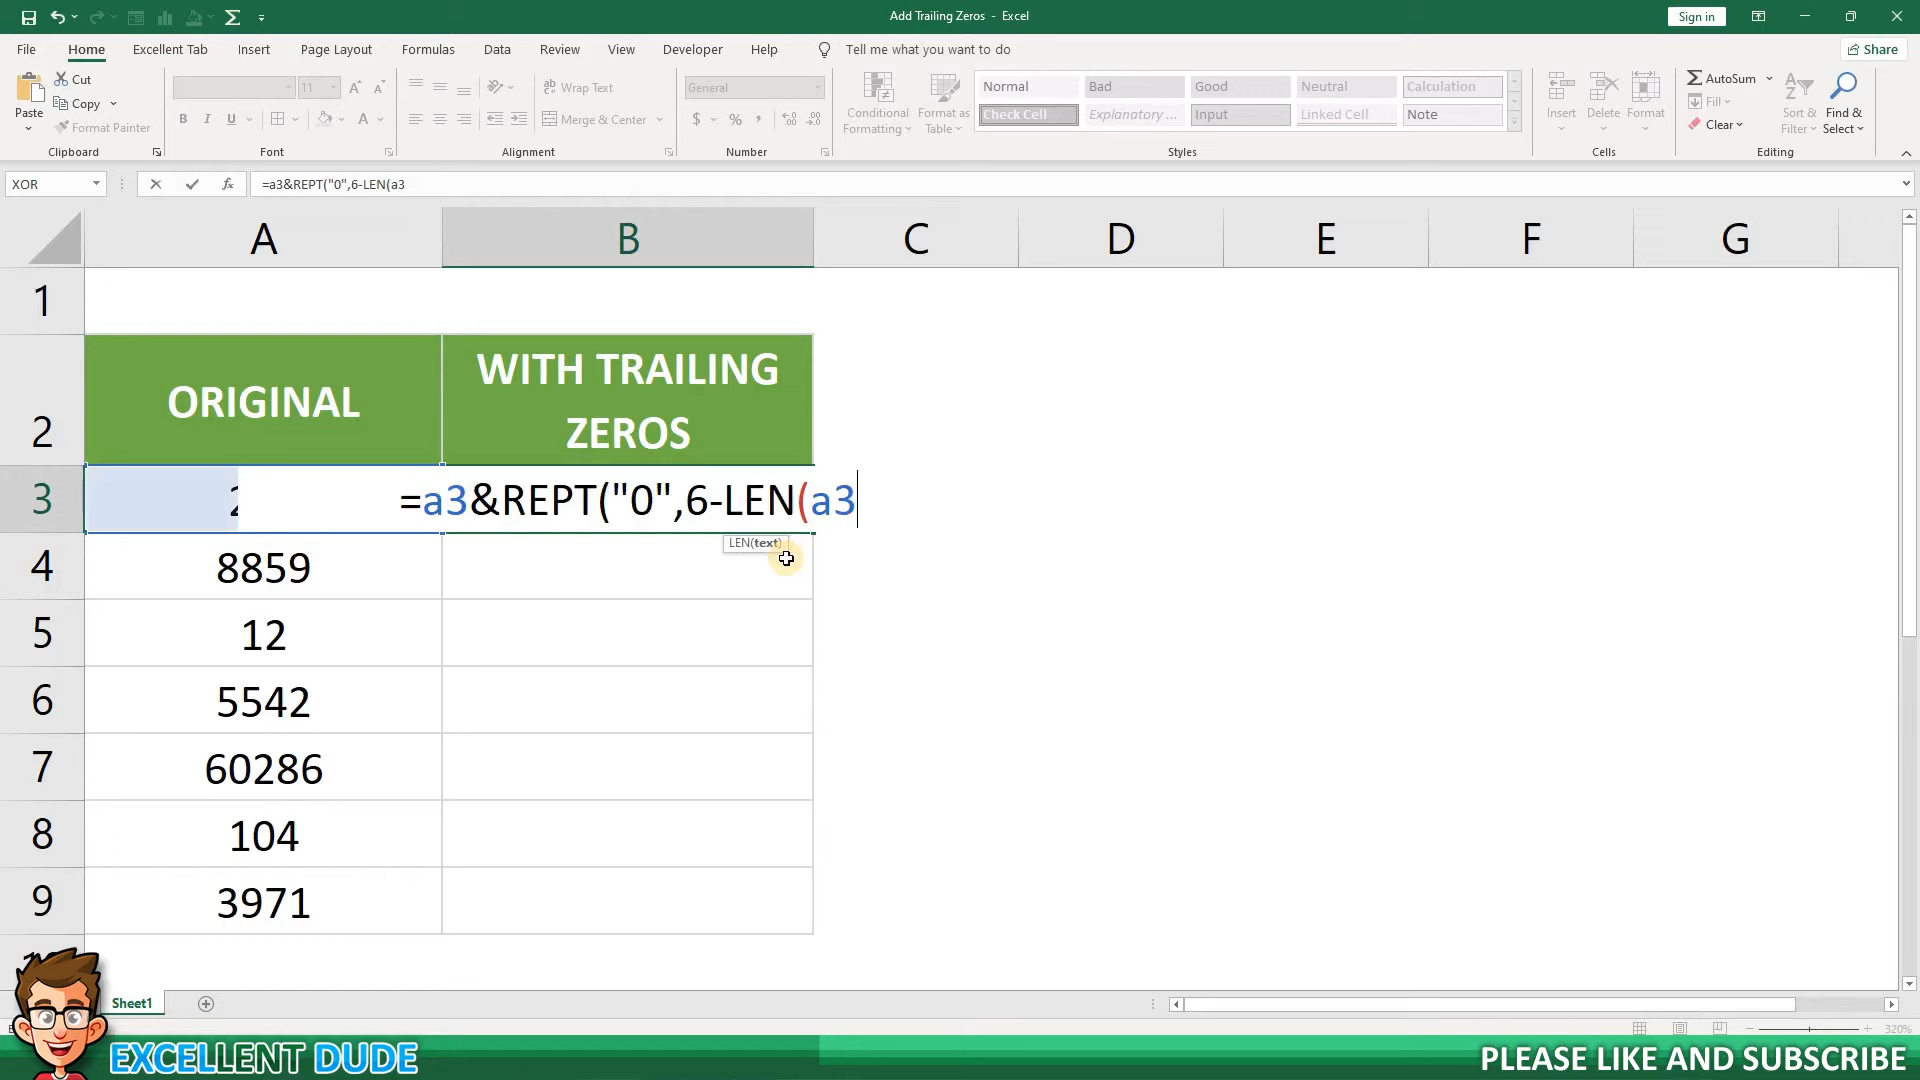 Add Trailing Zeros - Excel
Sign in
File Home Excellent Tab Insert Page Layout Formulas Data Review View Developer Help Tell me what you want to do
Share
Paste
Cut
Copy
Format Painter
Clipboard
11
B I U
Font
Wrap Text
Merge & Center
Alignment
General
$ % ,
Number
Conditional Formatting
Format as Table
Normal Bad Good Neutral Calculation
Check Cell Explanatory ... Input Linked Cell Note
Styles
Insert Delete Format
Cells
AutoSum
Fill
Clear
Sort & Filter
Find & Select
Editing
XOR
fx
=a3&REPT("0",6-LEN(a3
A B C D E F G
1
2 ORIGINAL WITH TRAILING ZEROS
3 =a3&REPT("0",6-LEN(a3
LEN(text)
4 8859
5 12
6 5542
7 60286
8 104
9 3971
Sheet1
320%
EXCELLENT DUDE
PLEASE LIKE AND SUBSCRIBE